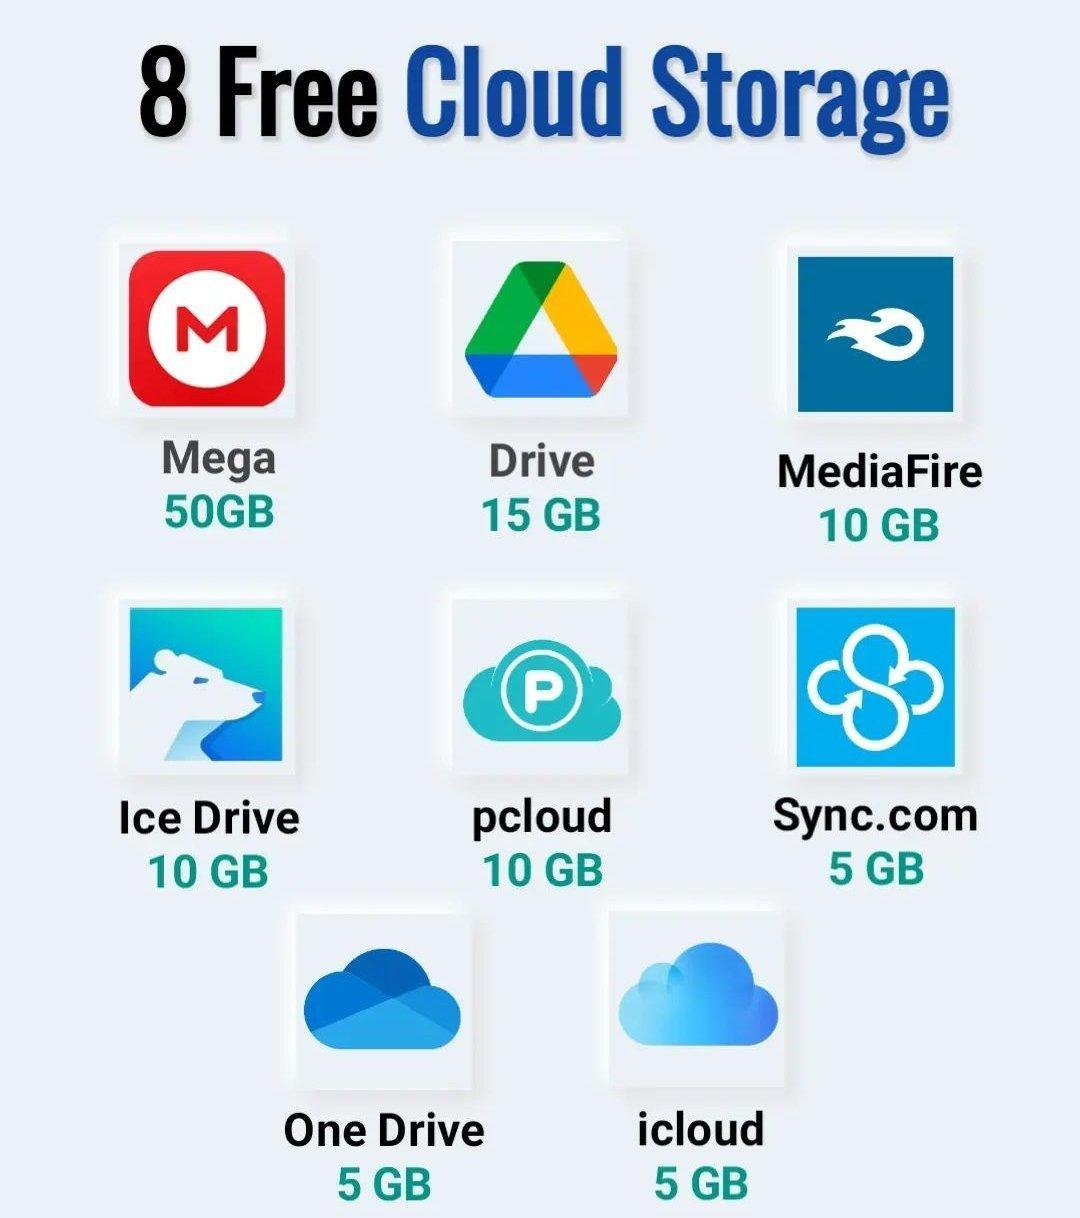 8 Free Cloud Storage
M
Mega
50GB
Drive
15 GB
MediaFire
10 GB
Ice Drive
10 GB
P
pcloud
10 GB
Sync.com
5 GB
One Drive
5 GB
icloud
5 GB